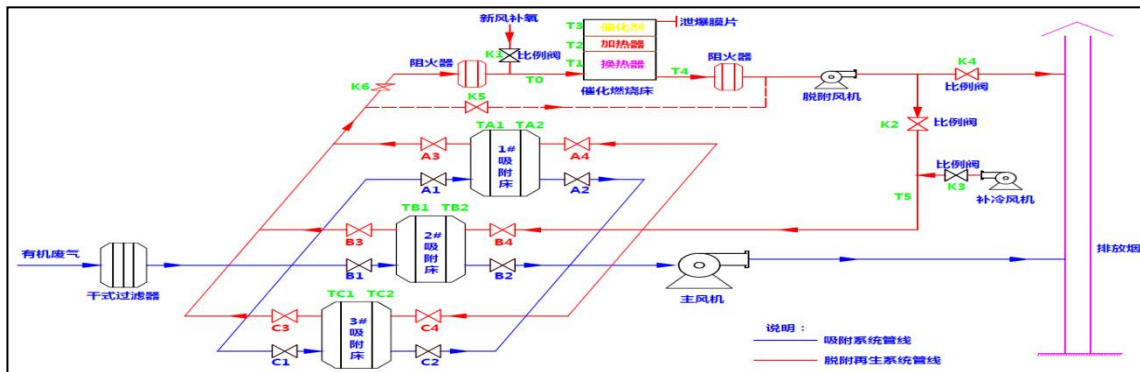 新风补氧
T3
催化剂
泄爆膜片
K1
比例阀
T2
加热器
阻火器
阻火器
T1
换热器
T4
K4
T0
K6
K5
催化燃烧床
脱附风机
比例阀
TA1 TA2
K2
比例阀
A3
1#
吸
附
床
A4
比例阀
A1
A2
K3
TB1 TB2
T5
补冷风机
2#
吸
附
床
B3
B4
有机废气
排放烟
B1
B2
干式过滤器
TC1 TC2
主风机
3#
吸
附
床
C3
C4
说明：
吸附系统管线
C1
C2
脱附再生系统管线